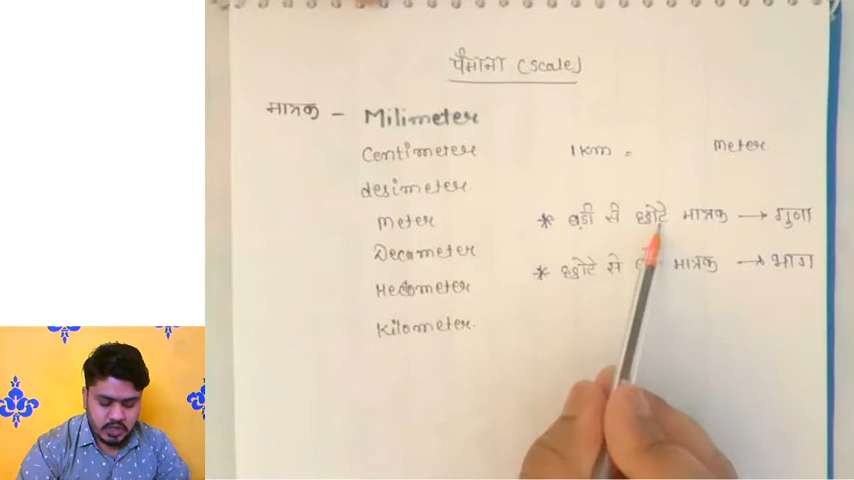 पैमाना (scale)
मात्रक - Milimeter
Centimeter
desimeter.
1km = meter
meter
* बड़ी से छोटे मात्रक → गुणा
Decameter
* छोटे से मात्रक → भाग
Hectometer
Kilometer.